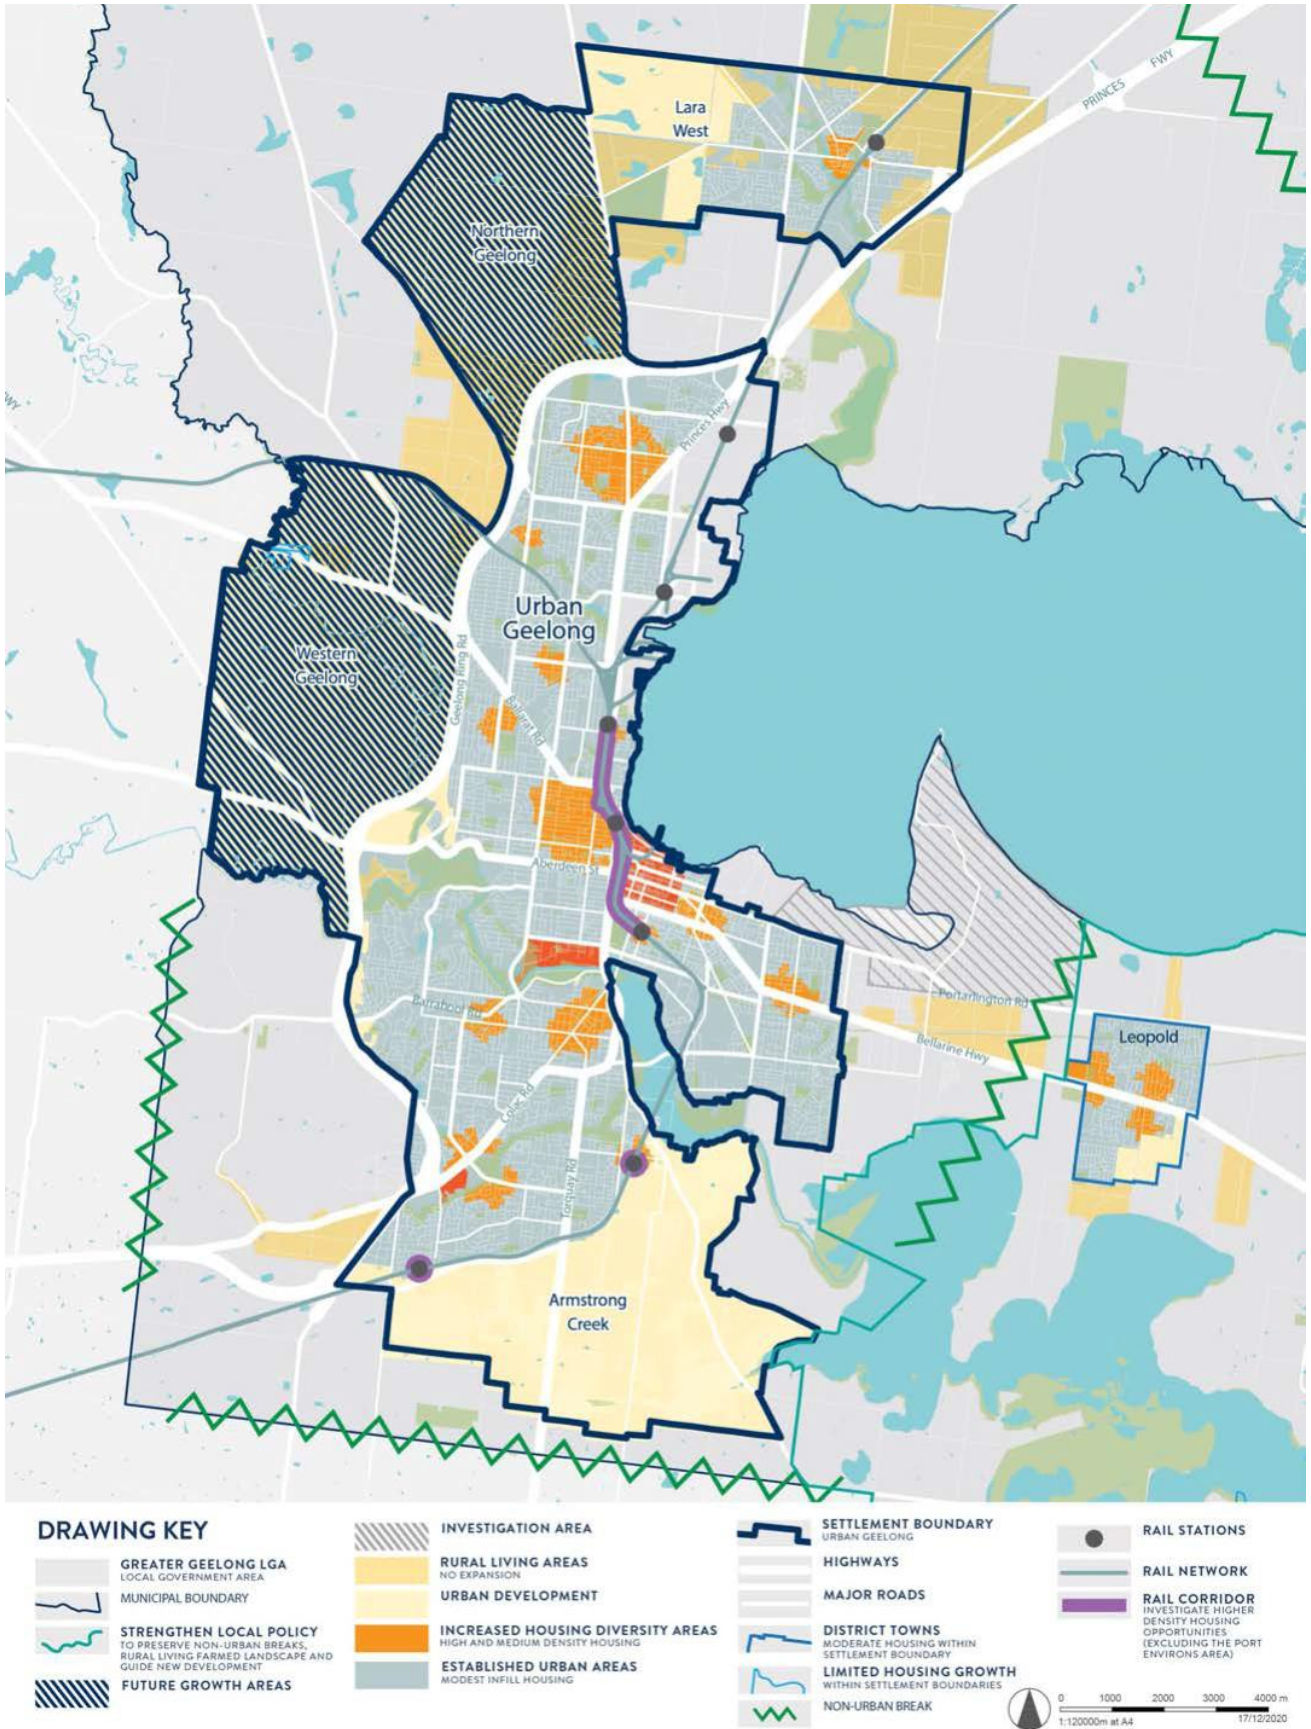 Lara
West
PRINCES FWY
Northern
Geelong
Princes Hwy
Urban
Geelong
Western
Geelong
Geelong Ring Rd
Ballarat Rd
Aberdeen St
Barrabool Rd
Portarlington Rd
Bellarine Hwy
Leopold
Colac Rd
Torquay Rd
Armstrong
Creek
DRAWING KEY
GREATER GEELONG LGA
LOCAL GOVERNMENT AREA
MUNICIPAL BOUNDARY
STRENGTHEN LOCAL POLICY
TO PRESERVE NON-URBAN BREAKS,
RURAL LIVING FARMED LANDSCAPE AND
GUIDE NEW DEVELOPMENT
FUTURE GROWTH AREAS
INVESTIGATION AREA
RURAL LIVING AREAS
NO EXPANSION
URBAN DEVELOPMENT
INCREASED HOUSING DIVERSITY AREAS
HIGH AND MEDIUM DENSITY HOUSING
ESTABLISHED URBAN AREAS
MODEST INFILL HOUSING
SETTLEMENT BOUNDARY
URBAN GEELONG
HIGHWAYS
MAJOR ROADS
DISTRICT TOWNS
MODERATE HOUSING WITHIN
SETTLEMENT BOUNDARY
LIMITED HOUSING GROWTH
WITHIN SETTLEMENT BOUNDARIES
NON-URBAN BREAK
RAIL STATIONS
RAIL NETWORK
RAIL CORRIDOR
INVESTIGATE HIGHER
DENSITY HOUSING
OPPORTUNITIES
(EXCLUDING THE PORT
ENVIRONS AREA)
0 1000 2000 3000 4000 m
1:120000m at A4 17/12/2020